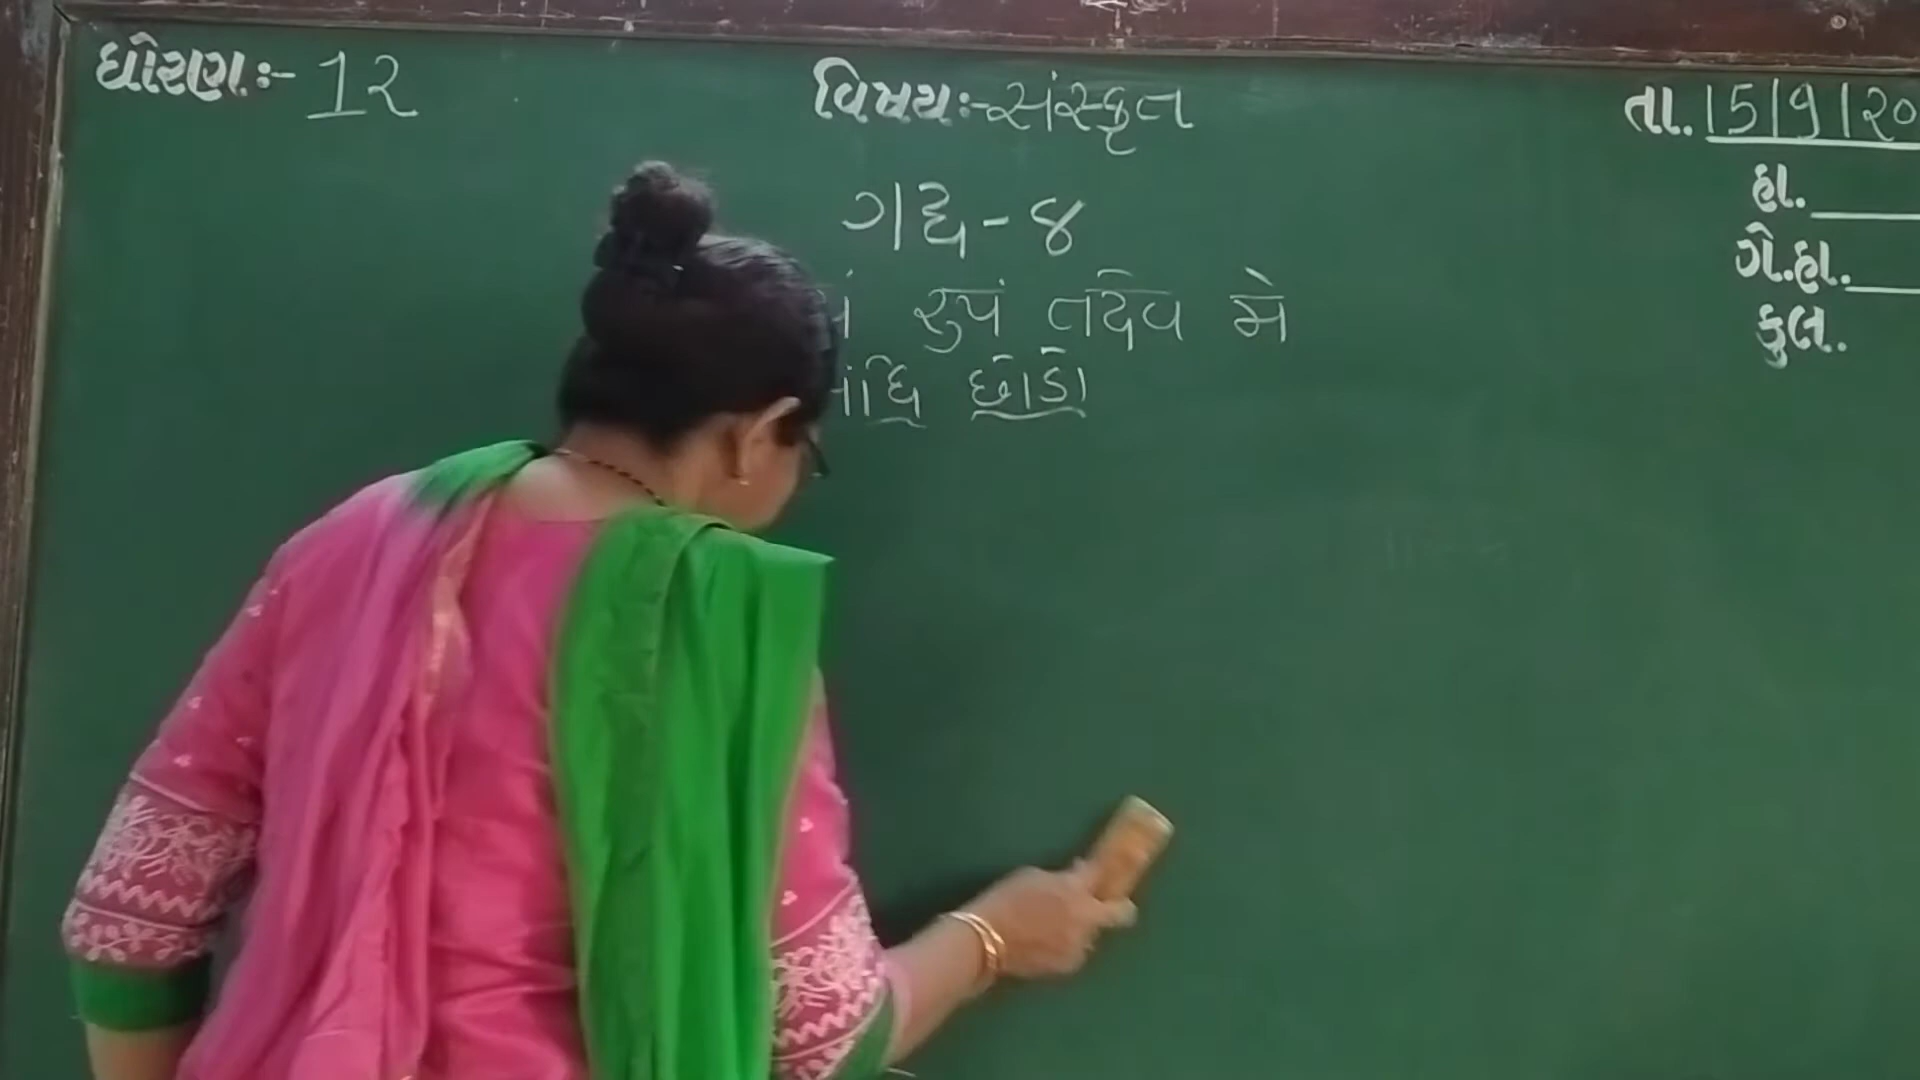 ધોરણ:- 12
વિષય:- સંસ્કૃત
તા. 15/9/20
હા.
ગે.હા.
કુલ.
ગદ્ય-૪
રુપં તદેવ મે
છોડો